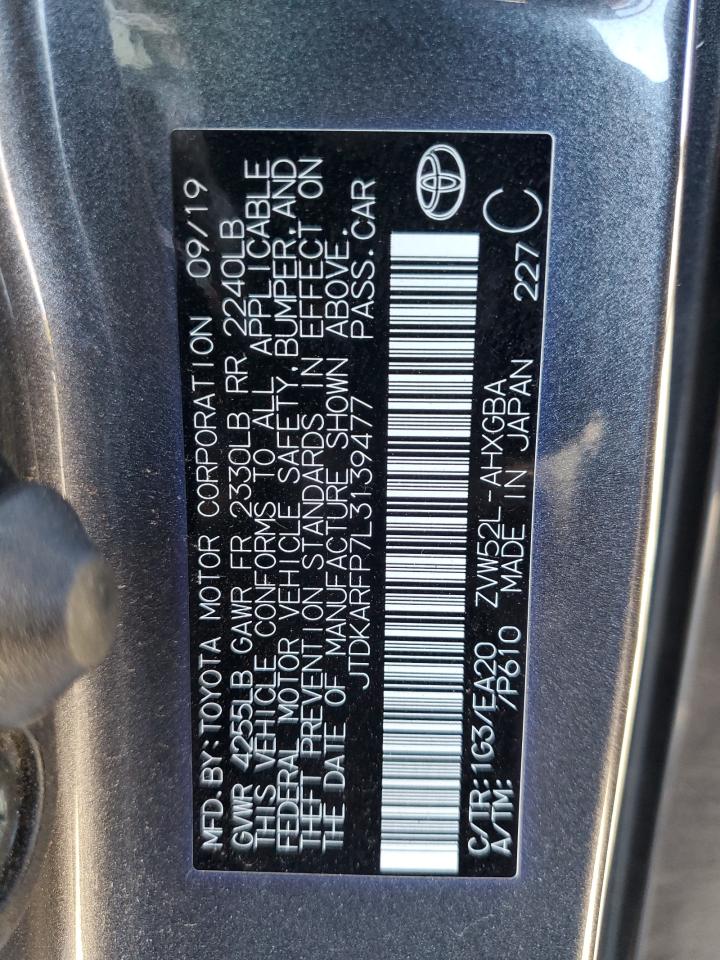 MFD.BY:TOYOTA MOTOR CORPORATION 09/19
GVWR 4255LB GAWR FR 2330LB RR 2240LB
THIS VEHICLE CONFORMS TO ALL APPLICABLE
FEDERAL MOTOR VEHICLE SAFETY,BUMPER,AND
THEFT PREVENTION STANDARDS IN EFFECT ON
THE DATE OF MANUFACTURE SHOWN ABOVE.
JTDKARFP7L3139477 PASS.CAR
C/TR:1G3/EA20 ZVW52L-AHXGBA
A/TM: /P610 MADE IN JAPAN 227 C